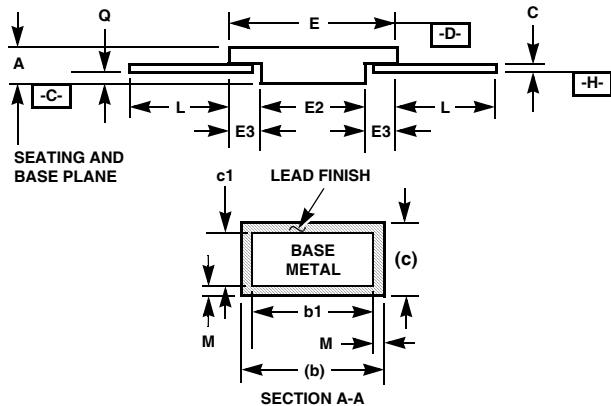 E
-D-
C
Q
A
-C-
-H-
L
E2
L
E3
E3
SEATING AND
BASE PLANE
c1
LEAD FINISH
BASE
METAL
(c)
b1
M
M
(b)
SECTION A-A